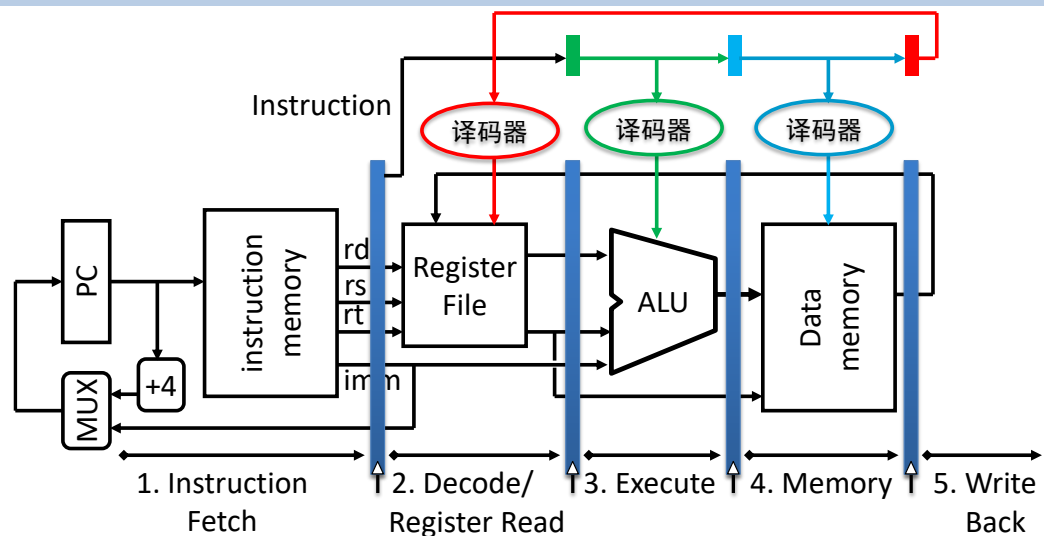 Instruction
译码器
译码器
译码器
PC
instruction
memory
rd
rs
rt
imm
Register
File
ALU
Data
memory
+4
MUX
1. Instruction
Fetch
2. Decode/
Register Read
3. Execute
4. Memory
5. Write
Back